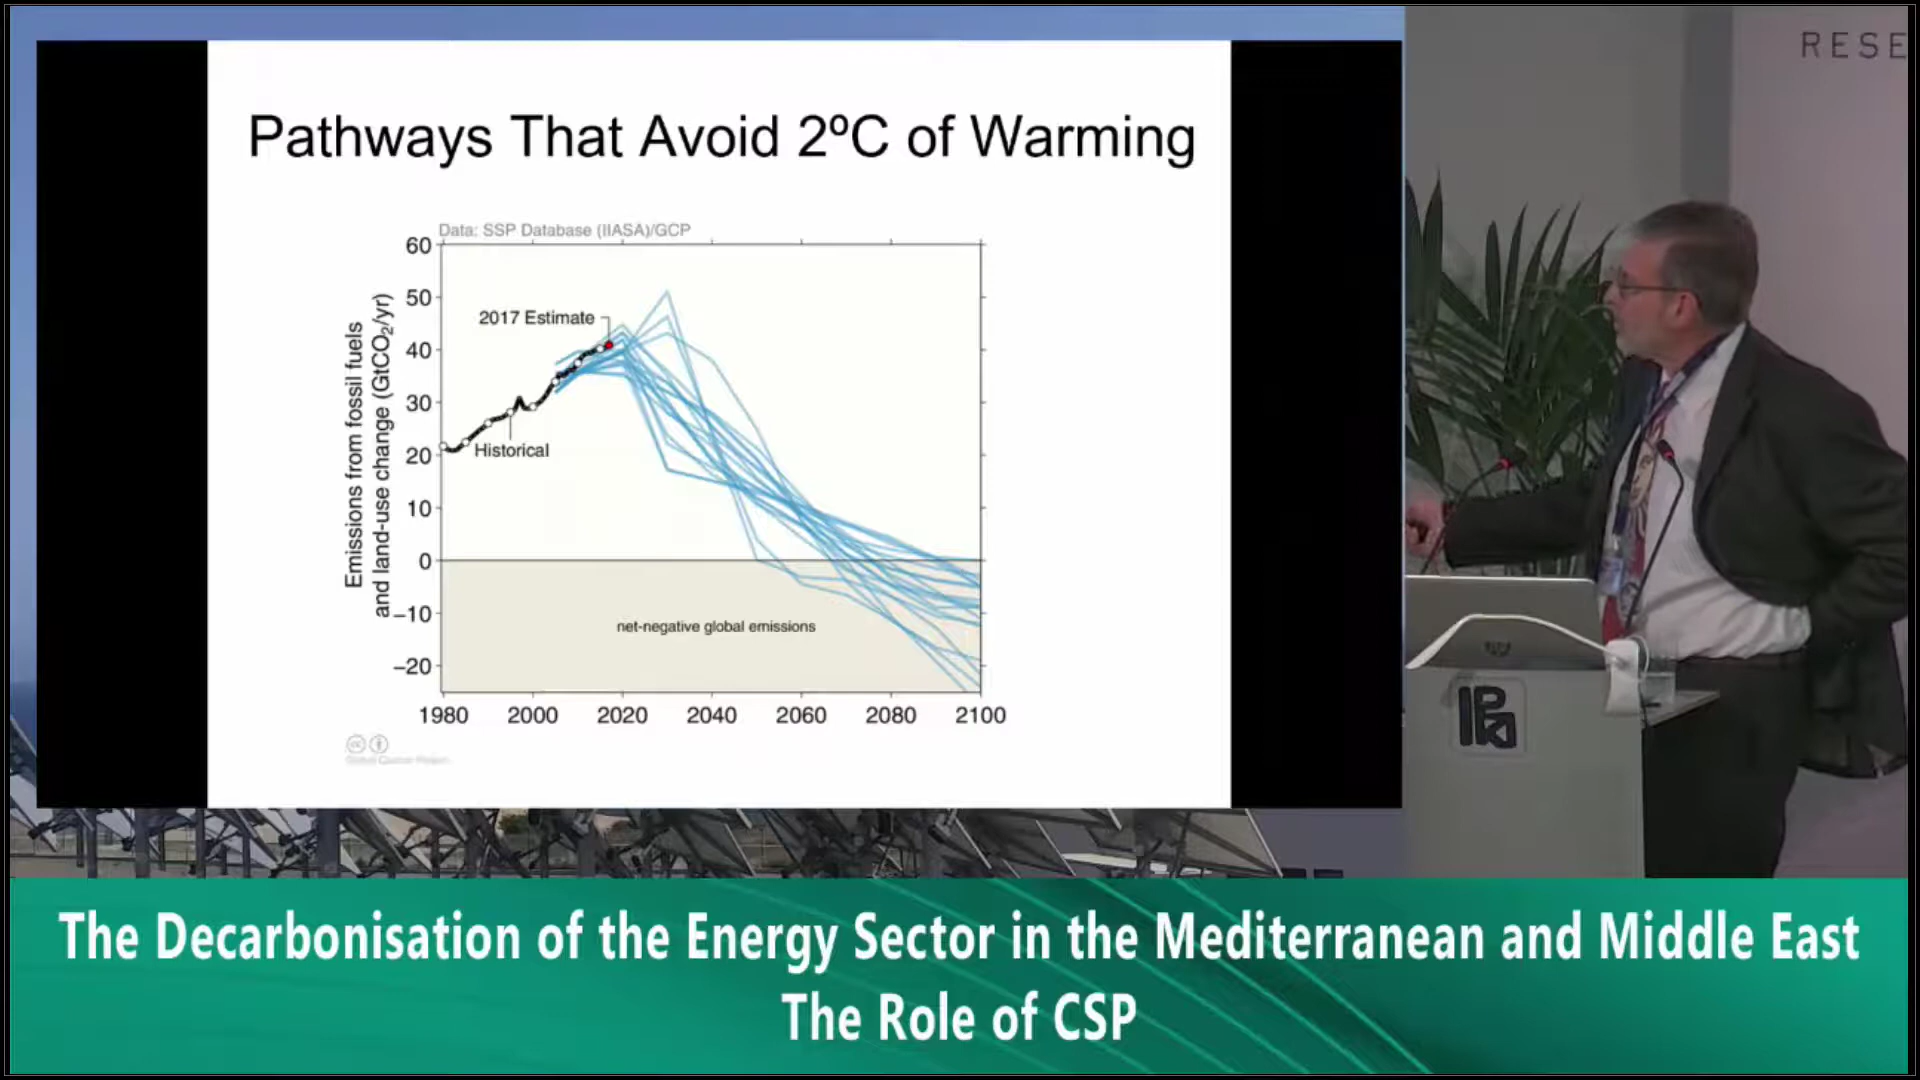 RESE
Pathways That Avoid 2ºC of Warming
Data: SSP Database (IIASA)/GCP
Emissions from fossil fuels
and land-use change (GtCO₂/yr)
60
50
40
30
20
10
0
−10
−20
2017 Estimate
Historical
net-negative global emissions
1980 2000 2020 2040 2060 2080 2100
Global Carbon Project
The Decarbonisation of the Energy Sector in the Mediterranean and Middle East
The Role of CSP